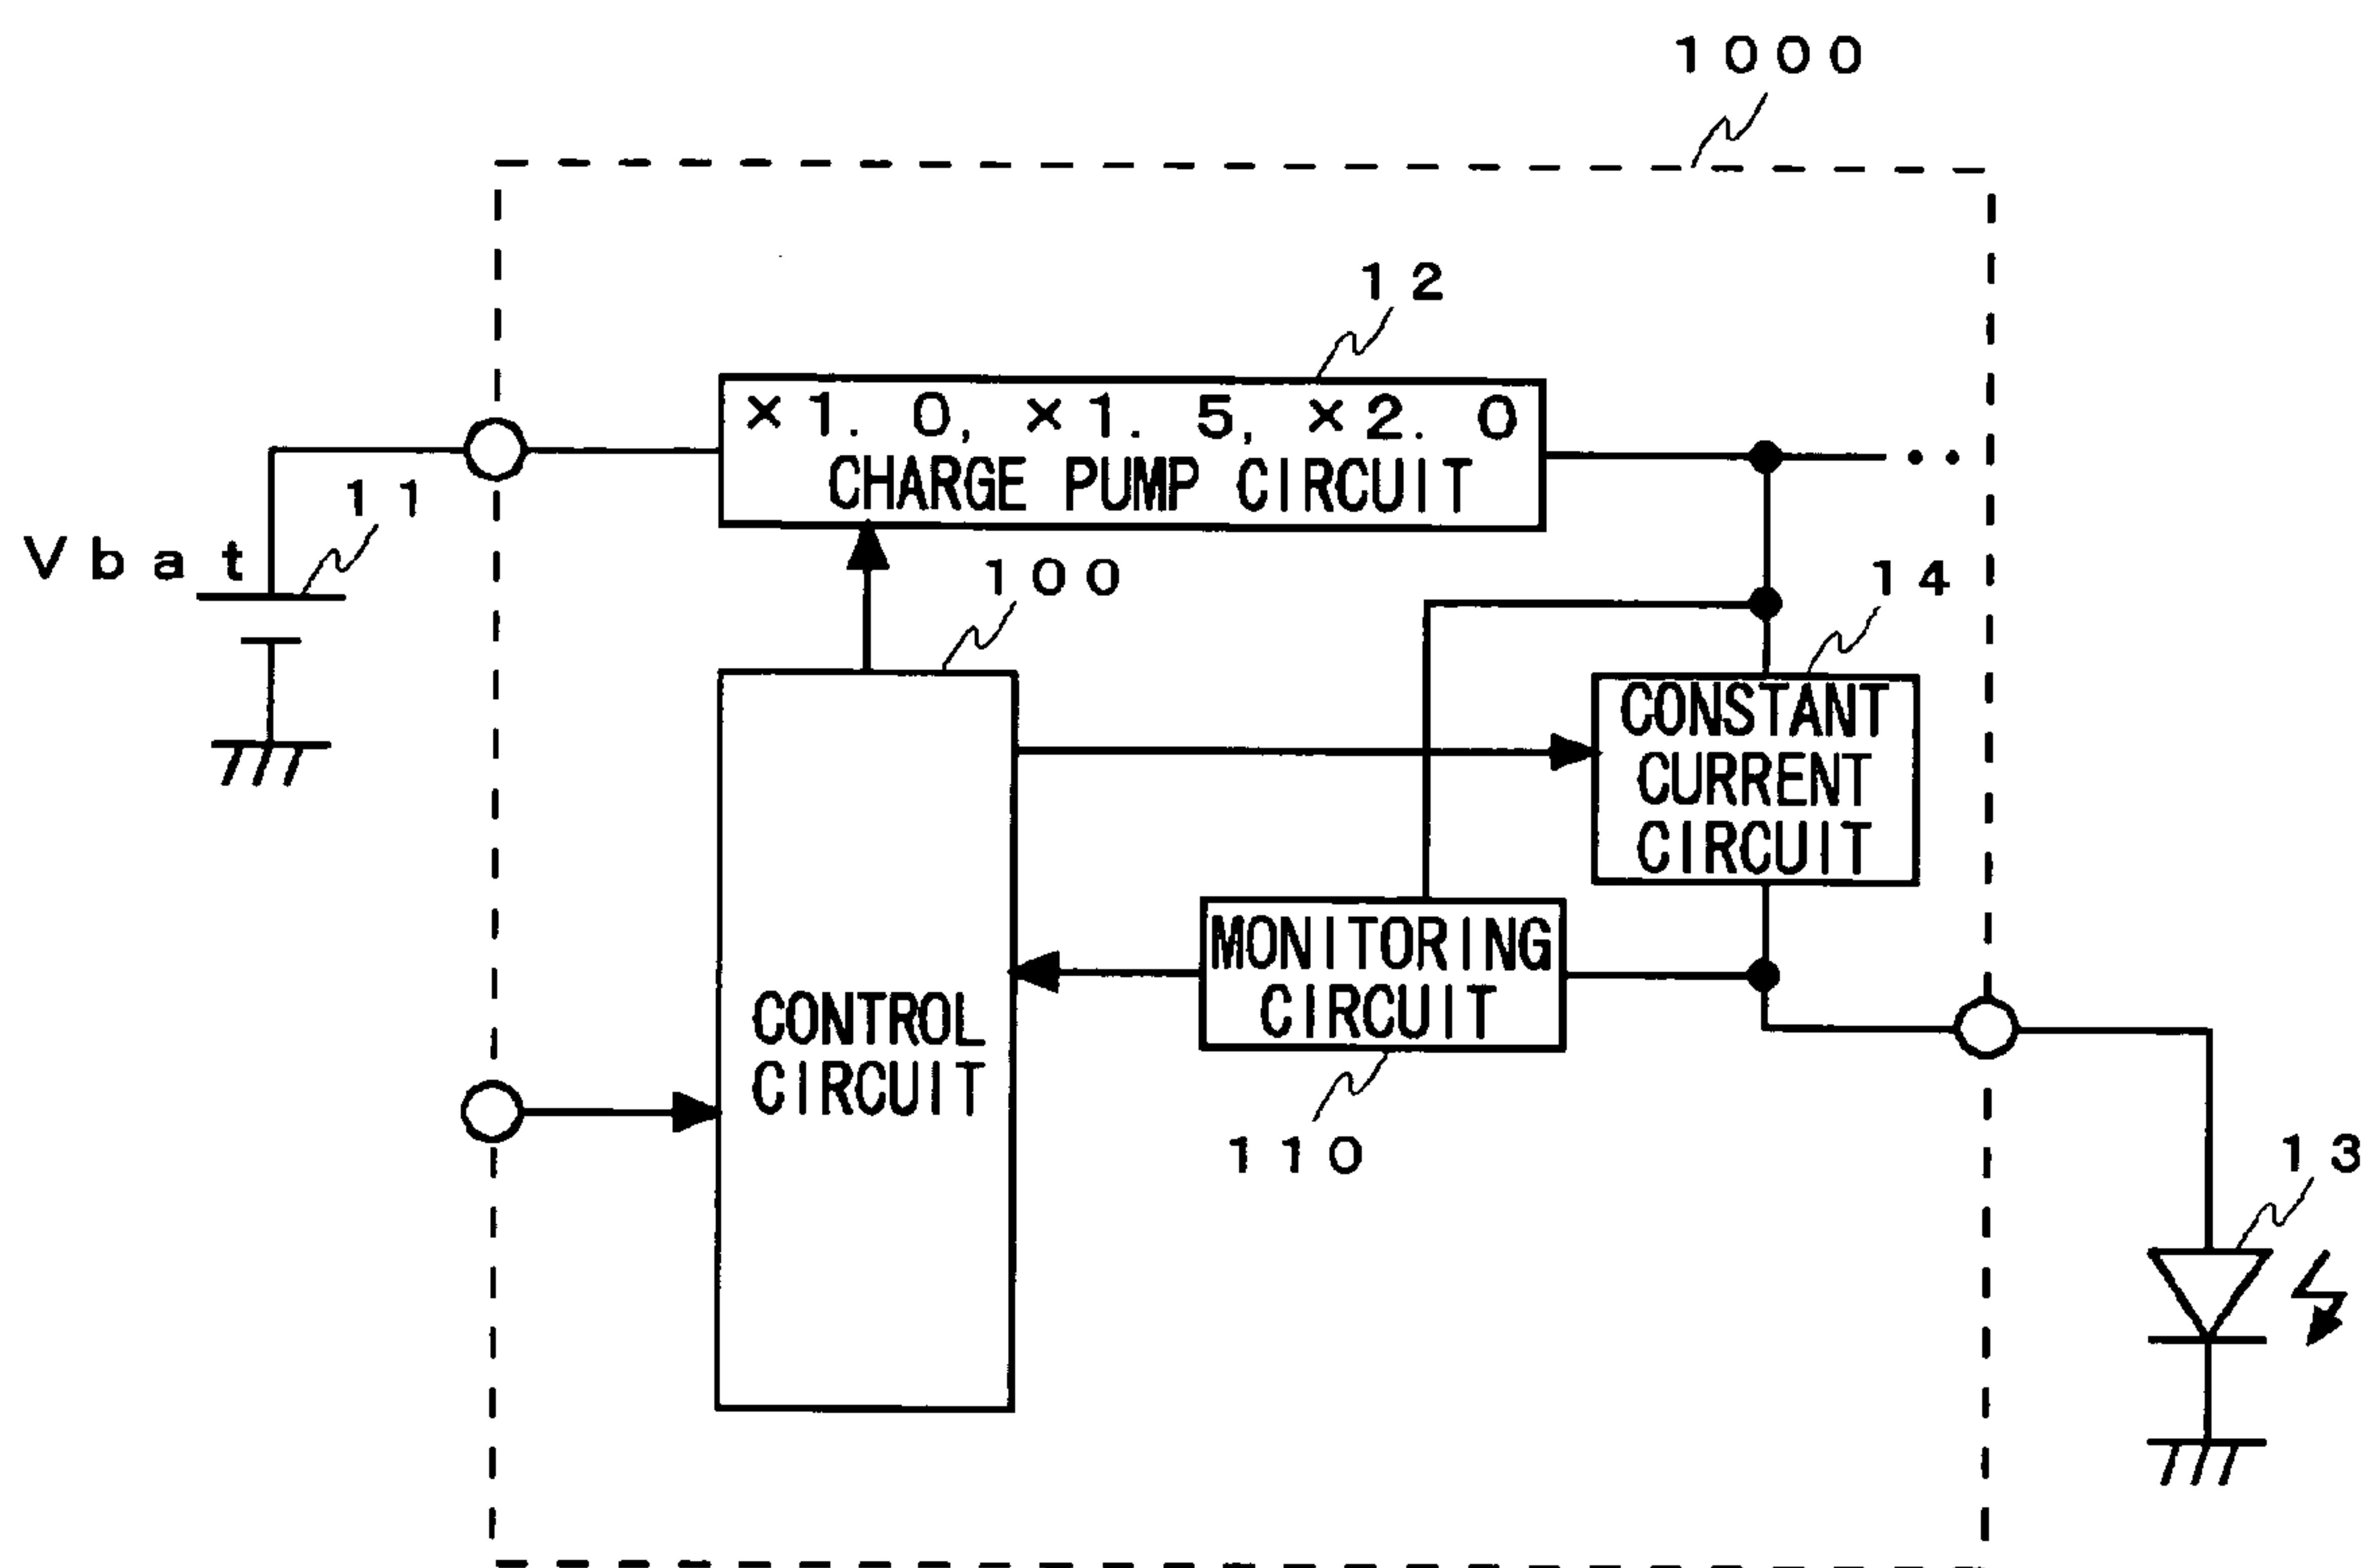 1000
12
×1.0, ×1.5, ×2.0
CHARGE PUMP CIRCUIT
11
Vbat
100
14
CONSTANT
CURRENT
CIRCUIT
MONITORING
CIRCUIT
CONTROL
CIRCUIT
110
13